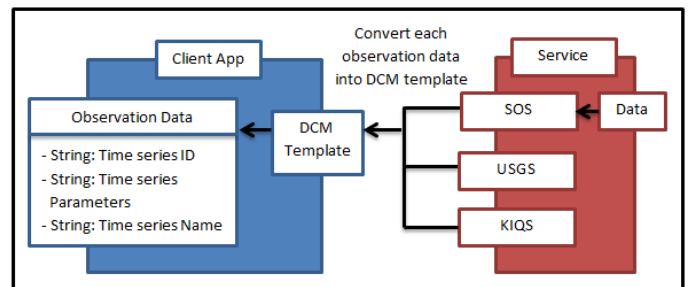 Convert each
observation data
into DCM template
Client App
Service
Observation Data
DCM
Template
SOS
Data
- String: Time series ID
- String: Time series
Parameters
- String: Time series Name
USGS
KIQS